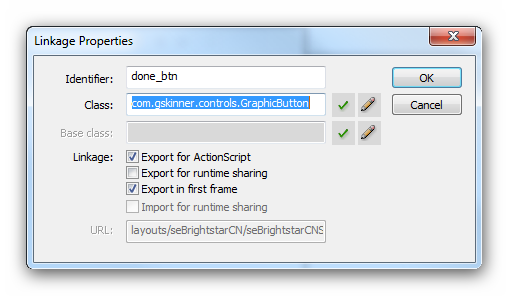 Linkage Properties
Identifier: done_btn OK
Class: com.gskinner.controls.GraphicButton Cancel
Base class:
Linkage: Export for ActionScript
Export for runtime sharing
Export in first frame
Import for runtime sharing
URL: layouts/seBrightstarCN/seBrightstarCNS